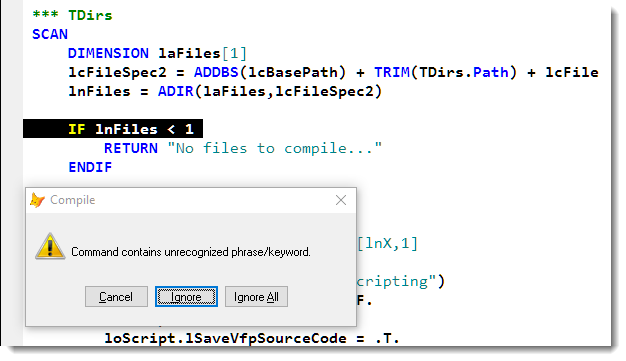 *** TDirs
SCAN
DIMENSION laFiles[1]
lcFileSpec2 = ADDBS(lcBasePath) + TRIM(TDirs.Path) + lcFile
lnFiles = ADIR(laFiles,lcFileSpec2)
IF lnFiles < 1
RETURN "No files to compile..."
ENDIF
Compile
Command contains unrecognized phrase/keyword.
[lnX,1]
cripting")
F.
Cancel Ignore Ignore All
loScript.lSaveVfpSourceCode = .T.